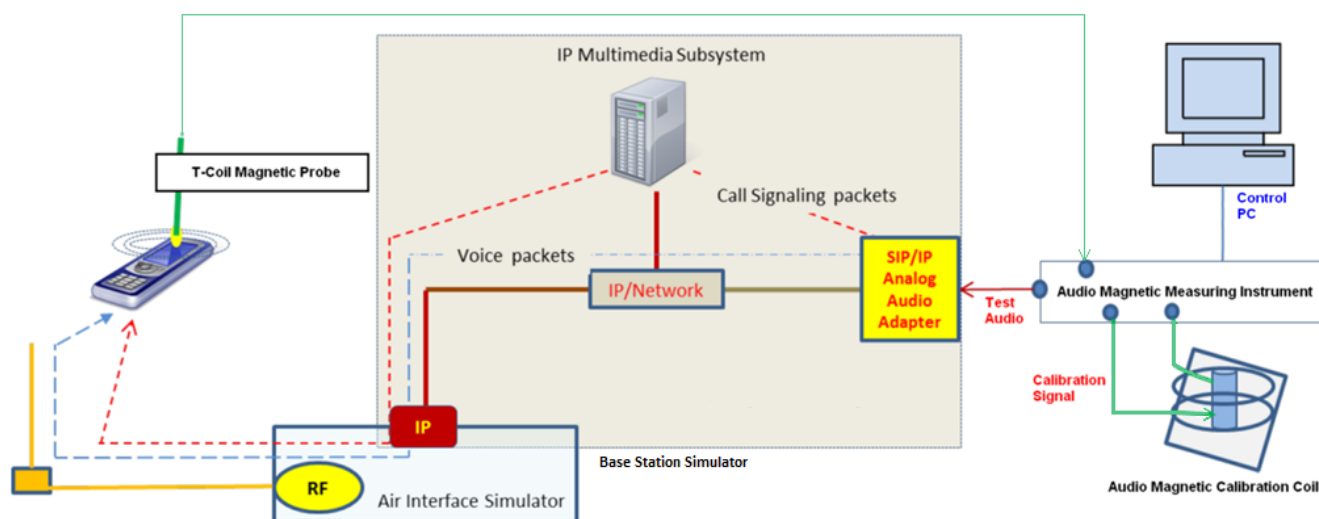 IP Multimedia Subsystem
T-Coil Magnetic Probe
Call Signaling packets
Control
PC
Voice packets
SIP/IP
Analog
Audio
Adapter
IP/Network
Test
Audio
Audio Magnetic Measuring Instrument
Calibration
Signal
IP
Base Station Simulator
RF
Air Interface Simulator
Audio Magnetic Calibration Coil